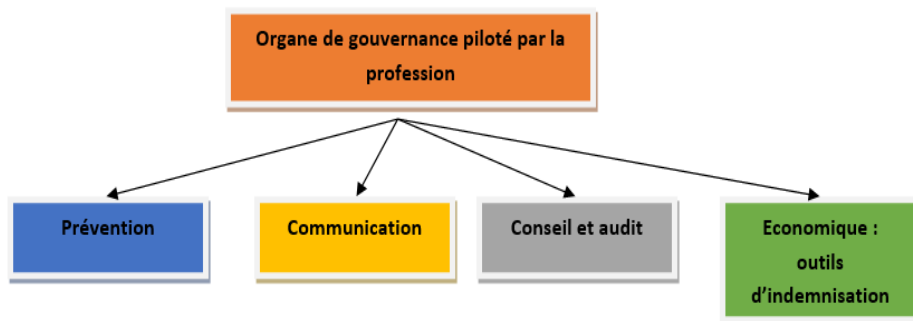 Organe de gouvernance piloté par la
profession
Prévention
Communication
Conseil et audit
Economique :
outils
d’indemnisation